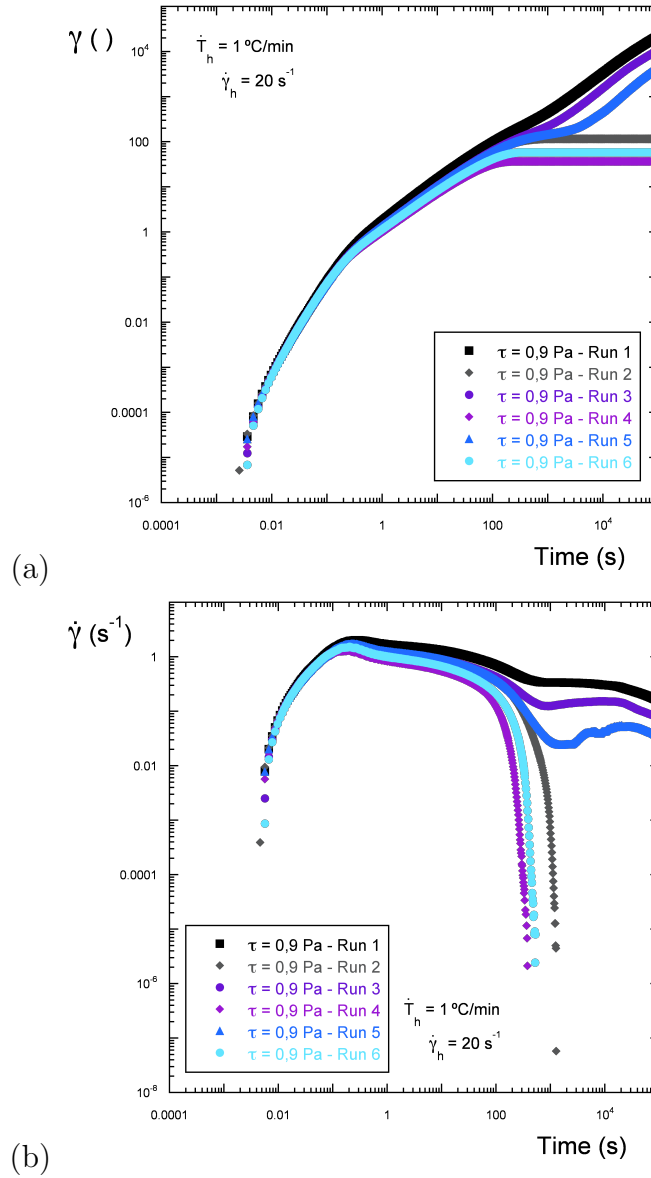 γ ()
Ṫh = 1 ºC/min
γ̇h = 20 s-1
10^4
100
1
0.01
0.0001
10^-6
τ = 0,9 Pa - Run 1
τ = 0,9 Pa - Run 2
τ = 0,9 Pa - Run 3
τ = 0,9 Pa - Run 4
τ = 0,9 Pa - Run 5
τ = 0,9 Pa - Run 6
0.0001 0.01 1 100 10^4
Time (s)
(a)
γ̇ (s-1)
1
0.01
0.0001
10^-6
10^-8
τ = 0,9 Pa - Run 1
τ = 0,9 Pa - Run 2
τ = 0,9 Pa - Run 3
τ = 0,9 Pa - Run 4
τ = 0,9 Pa - Run 5
τ = 0,9 Pa - Run 6
Ṫh = 1 ºC/min
γ̇h = 20 s-1
0.0001 0.01 1 100 10^4
Time (s)
(b)